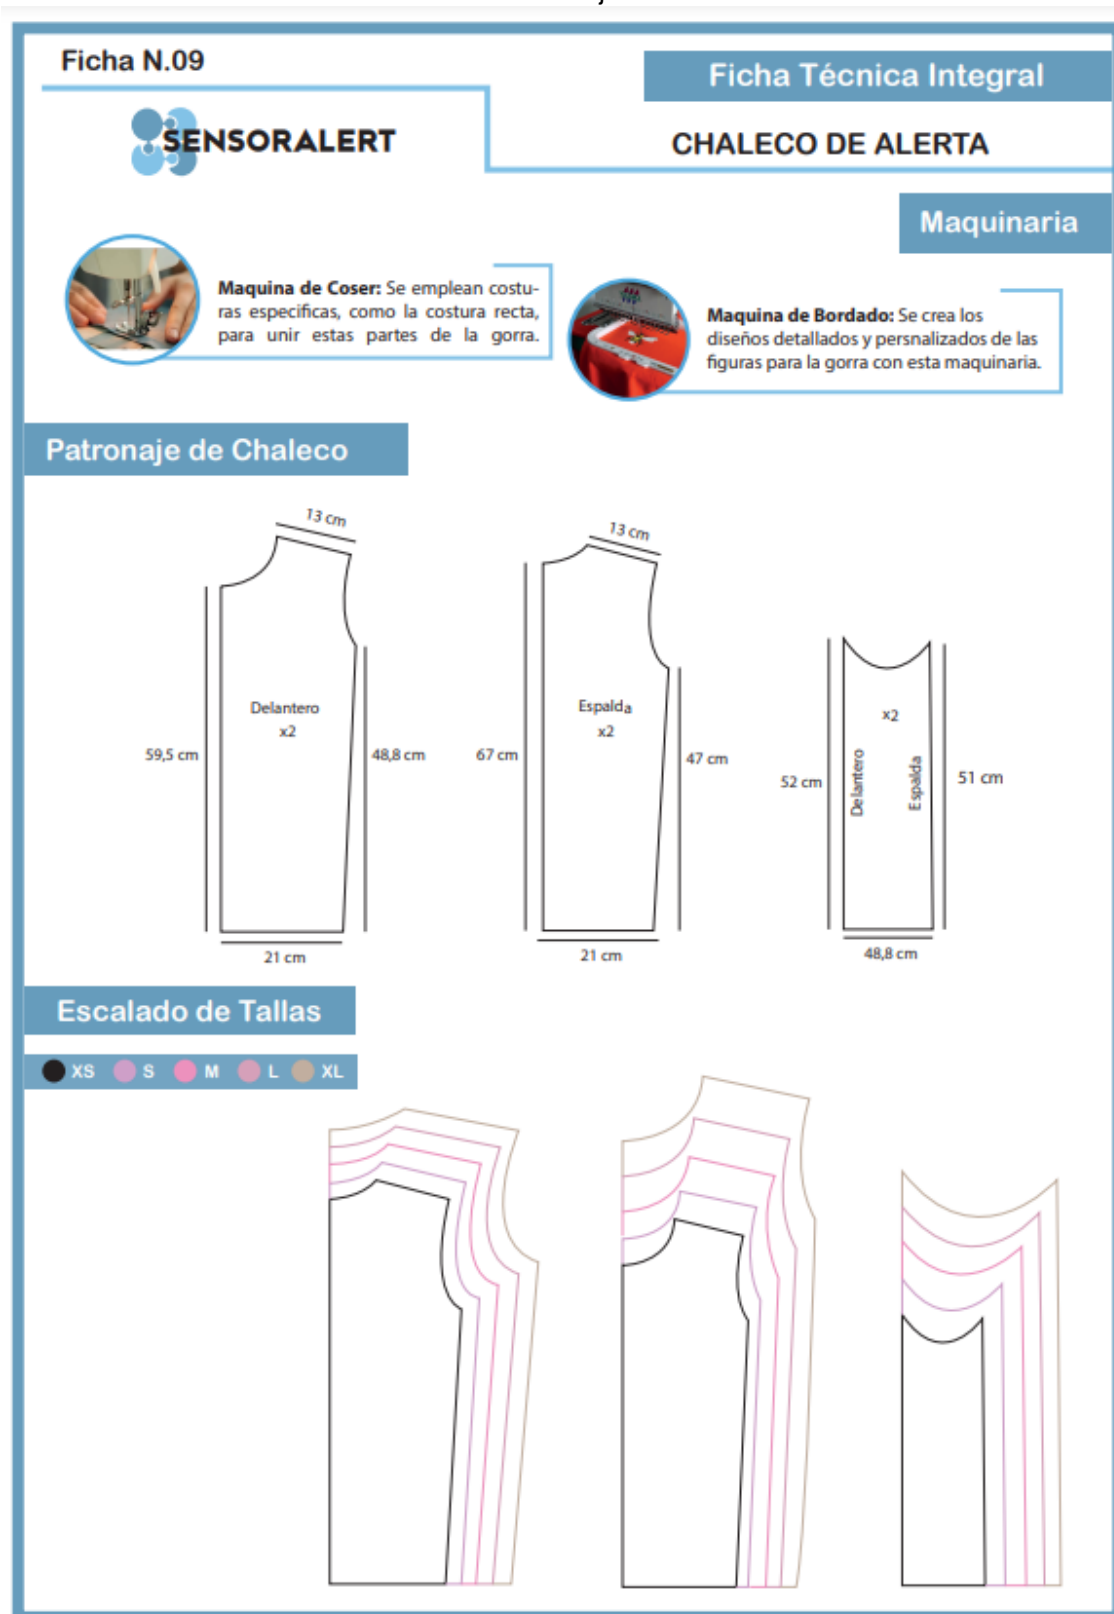 Ficha N.09
Ficha Técnica Integral
SENSORALERT
CHALECO DE ALERTA
Maquinaria
Maquina de Coser: Se emplean costu-
ras especificas, como la costura recta,
para unir estas partes de la gorra.
Maquina de Bordado: Se crea los
diseños detallados y persnalizados de las
figuras para la gorra con esta maquinaria.
Patronaje de Chaleco
13 cm
Delantero
x2
59,5 cm
48,8 cm
21 cm
13 cm
Espalda
x2
67 cm
47 cm
21 cm
x2
Delantero
Espalda
52 cm
51 cm
48,8 cm
Escalado de Tallas
XS S M L XL